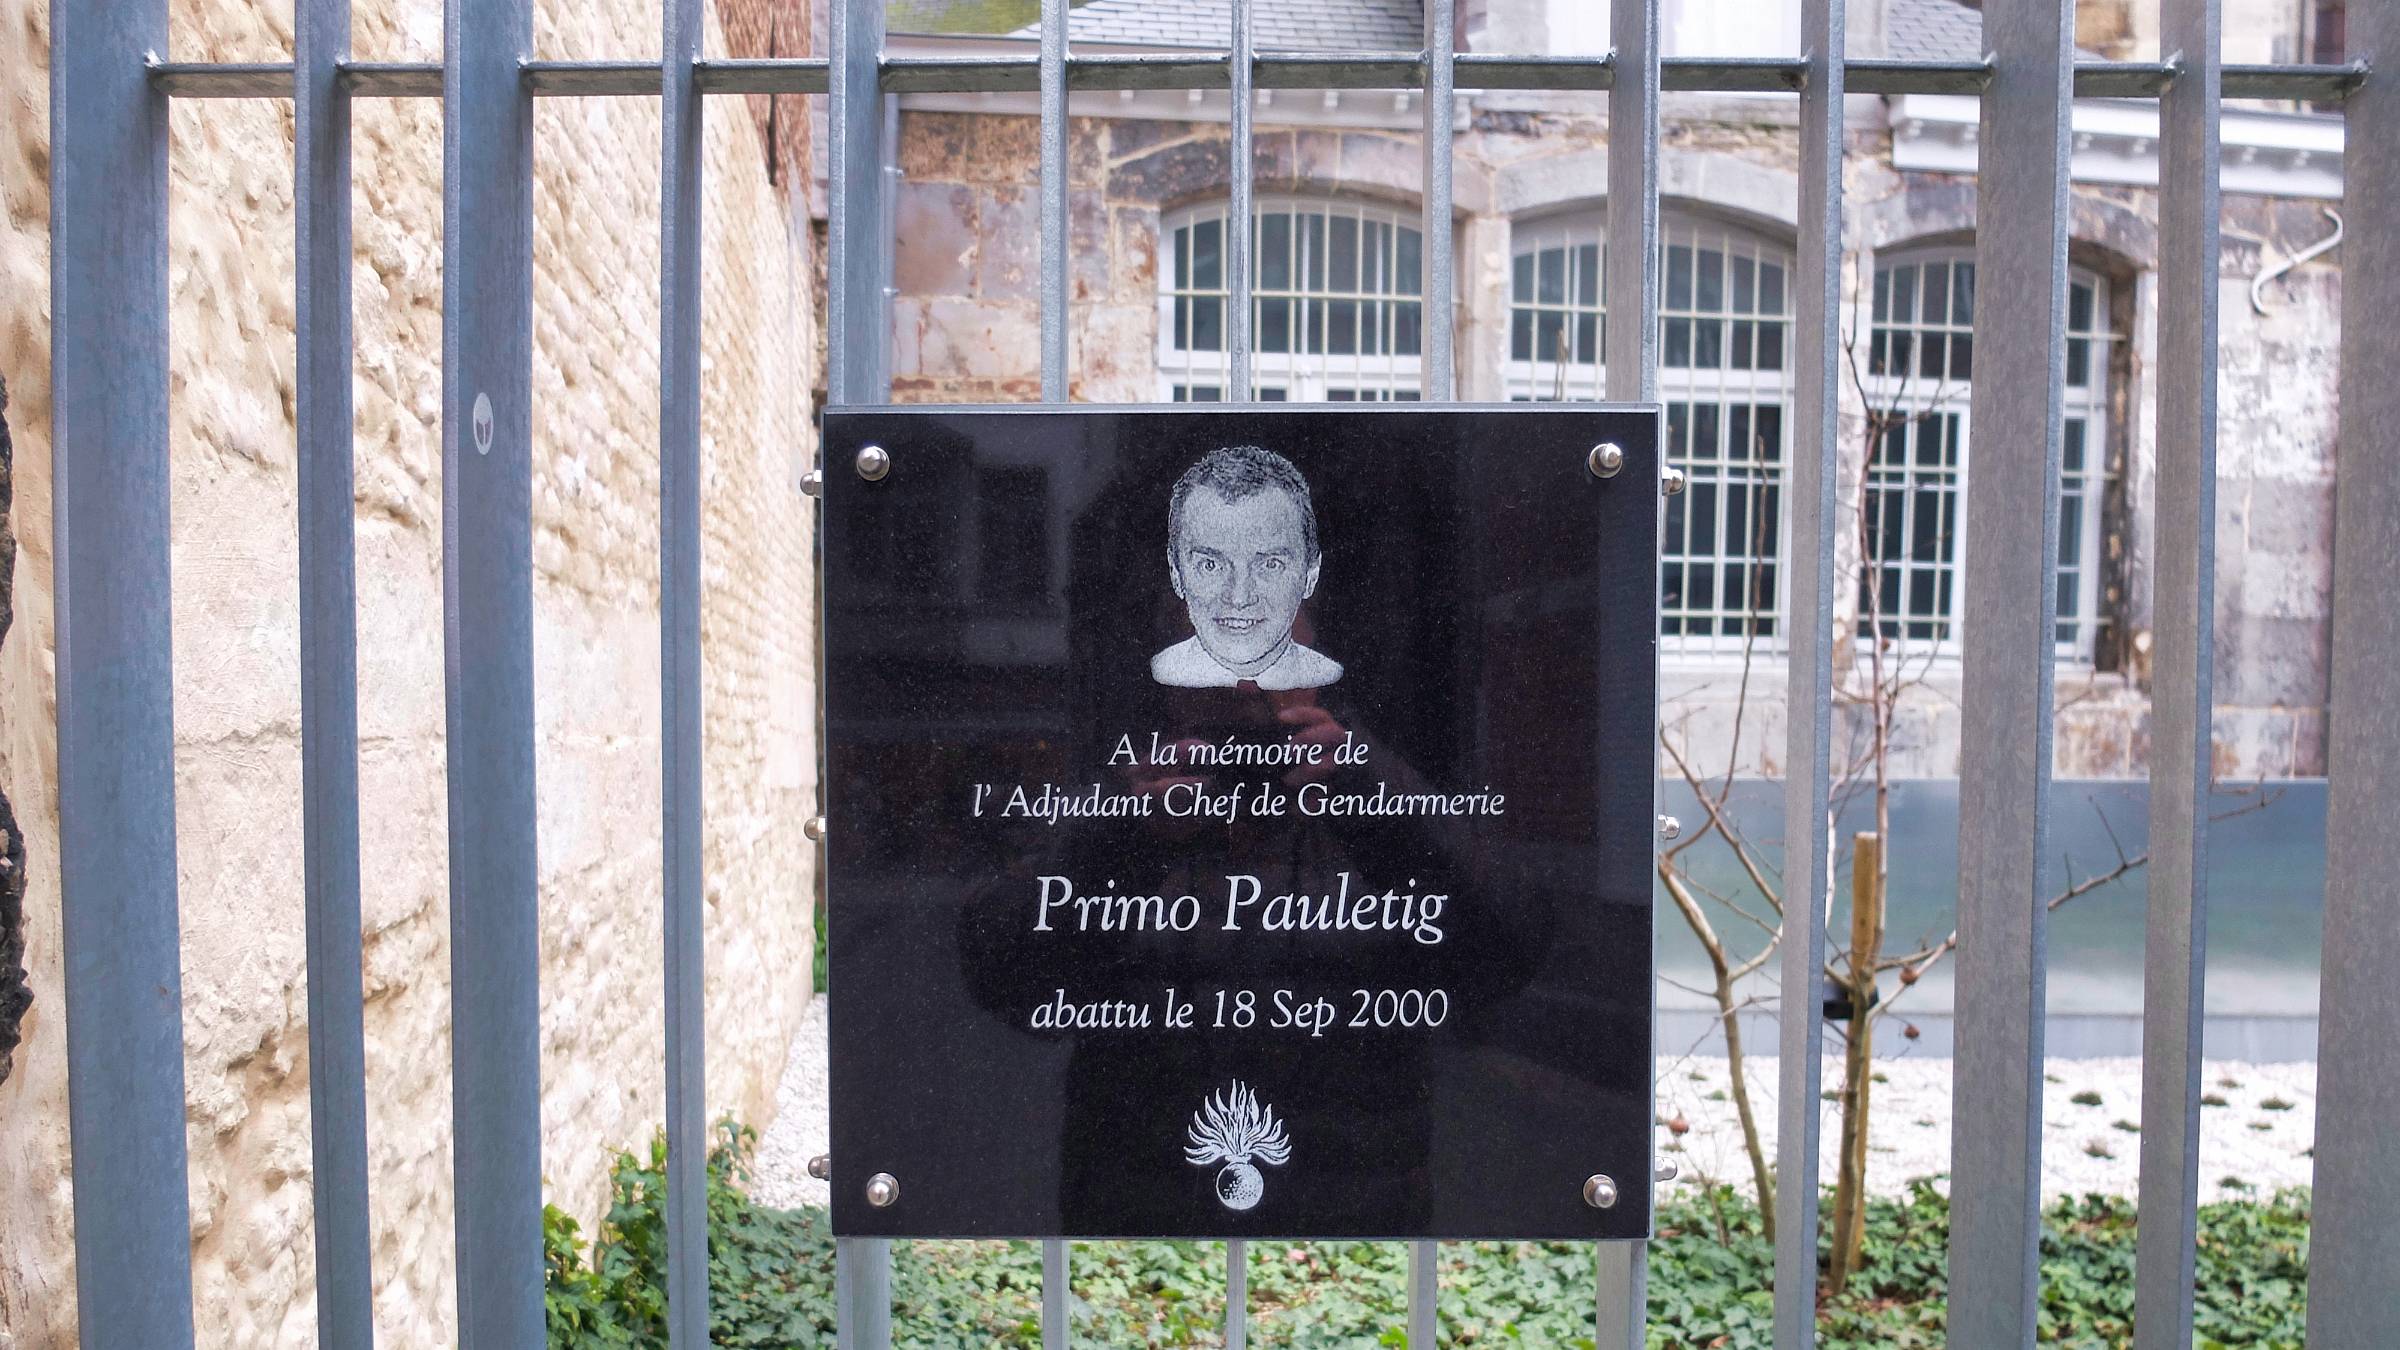 A la mémoire de
l' Adjudant Chef de Gendarmerie
Primo Pauletig
abattu le 18 Sep 2000